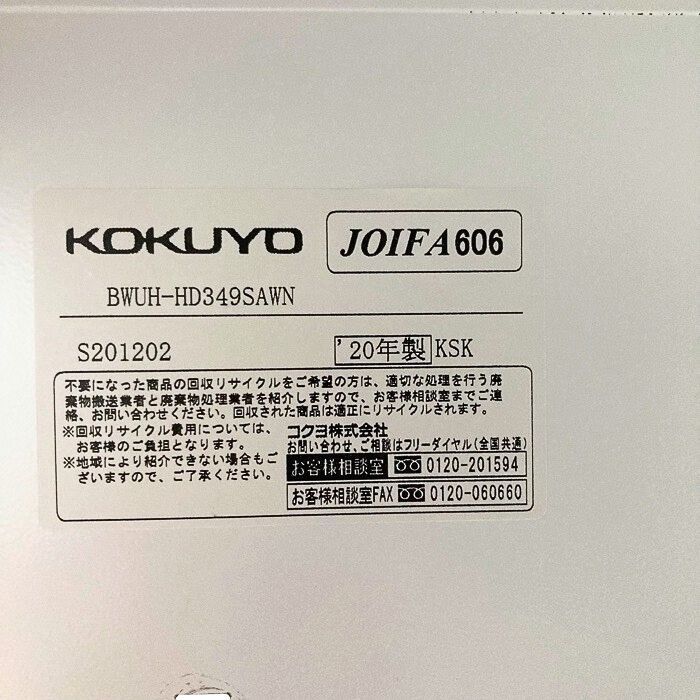 KOKUYO JOIFA606
BWUH-HD349SAWN
S201202 '20年製 KSK
不要になった商品の回収リサイクルをご希望の方は、適切な処理を行う廃
棄物搬送業者と廃棄物処理業者を紹介しますので、お客様相談室までご連
絡、お問い合わせください。回収された商品は適正にリサイクルされます。
※回収リサイクル費用については、
お客様のご負担となります。
※地域により紹介できない場合もご
ざいますので、ご了承ください。
コクヨ株式会社
お問い合わせ、ご相談はフリーダイヤル(全国共通)
お客様相談室 0120-201594
お客様相談室FAX 0120-060660